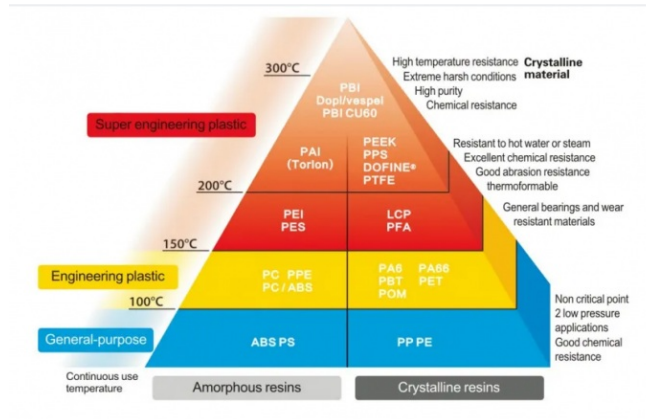 300°C
PBI
Dopl/vespel
PBI CU60
High temperature resistance
Extreme harsh conditions
High purity
Chemical resistance
Crystalline
material
Super engineering plastic
PAI
(Torlon)
PEEK
PPS
DOFINE®
PTFE
Resistant to hot water or steam
Excellent chemical resistance
Good abrasion resistance
thermoformable
200°C
PEI
PES
LCP
PFA
General bearings and wear
resistant materials
150°C
Engineering plastic
PC PPE
PC/ABS
PA6 PA66
PBT PET
POM
100°C
General-purpose
ABS PS
PP PE
Non critical point
2 low pressure
applications
Good chemical
resistance
Continuous use
temperature
Amorphous resins
Crystalline resins